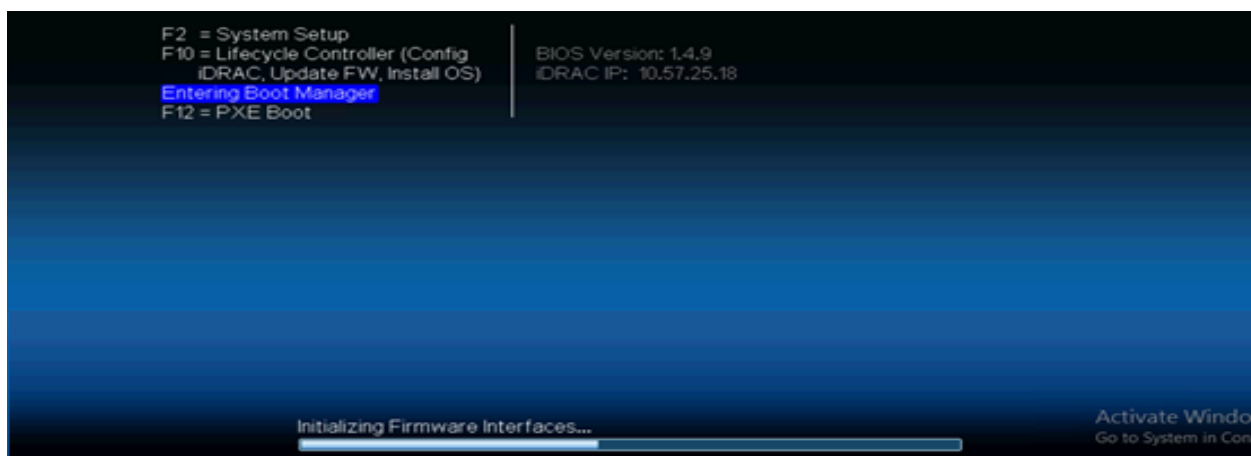 F2 = System Setup
F10 = Lifecycle Controller (Config
iDRAC, Update FW, Install OS)
Entering Boot Manager
F12 = PXE Boot
BIOS Version: 1.4.9
iDRAC IP: 10.57.25.18
Initializing Firmware Interfaces...
Activate Windo
Go to System in Con